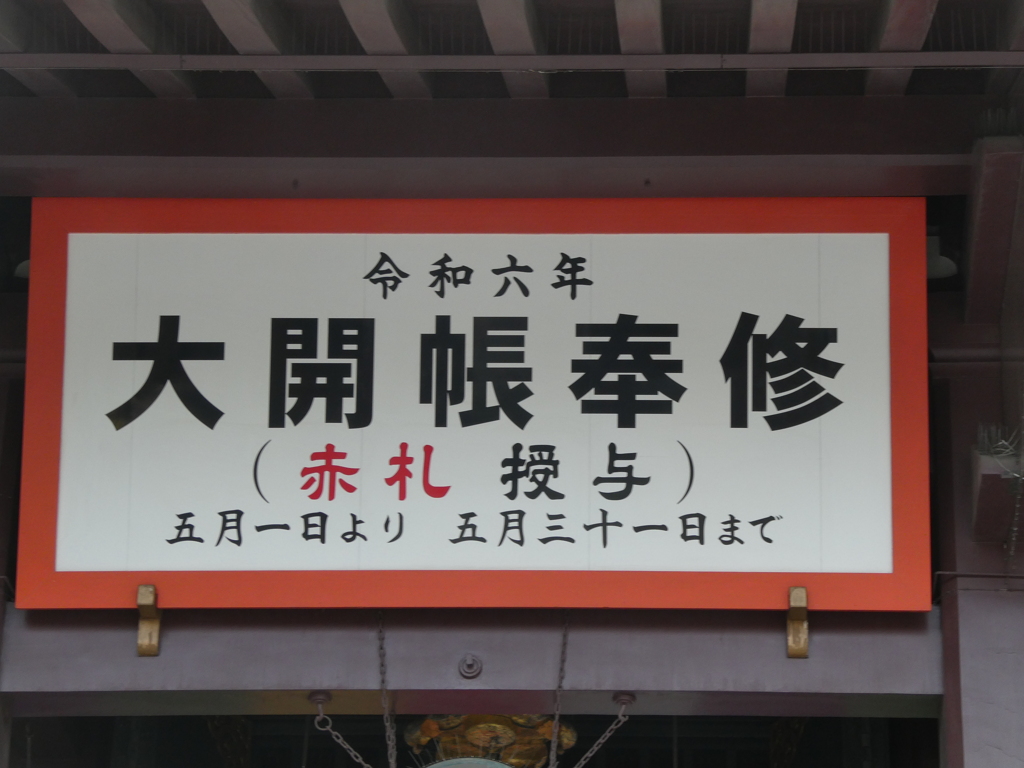 令和六年
大開帳奉修
（赤札 授与）
五月一日より 五月三十一日まで